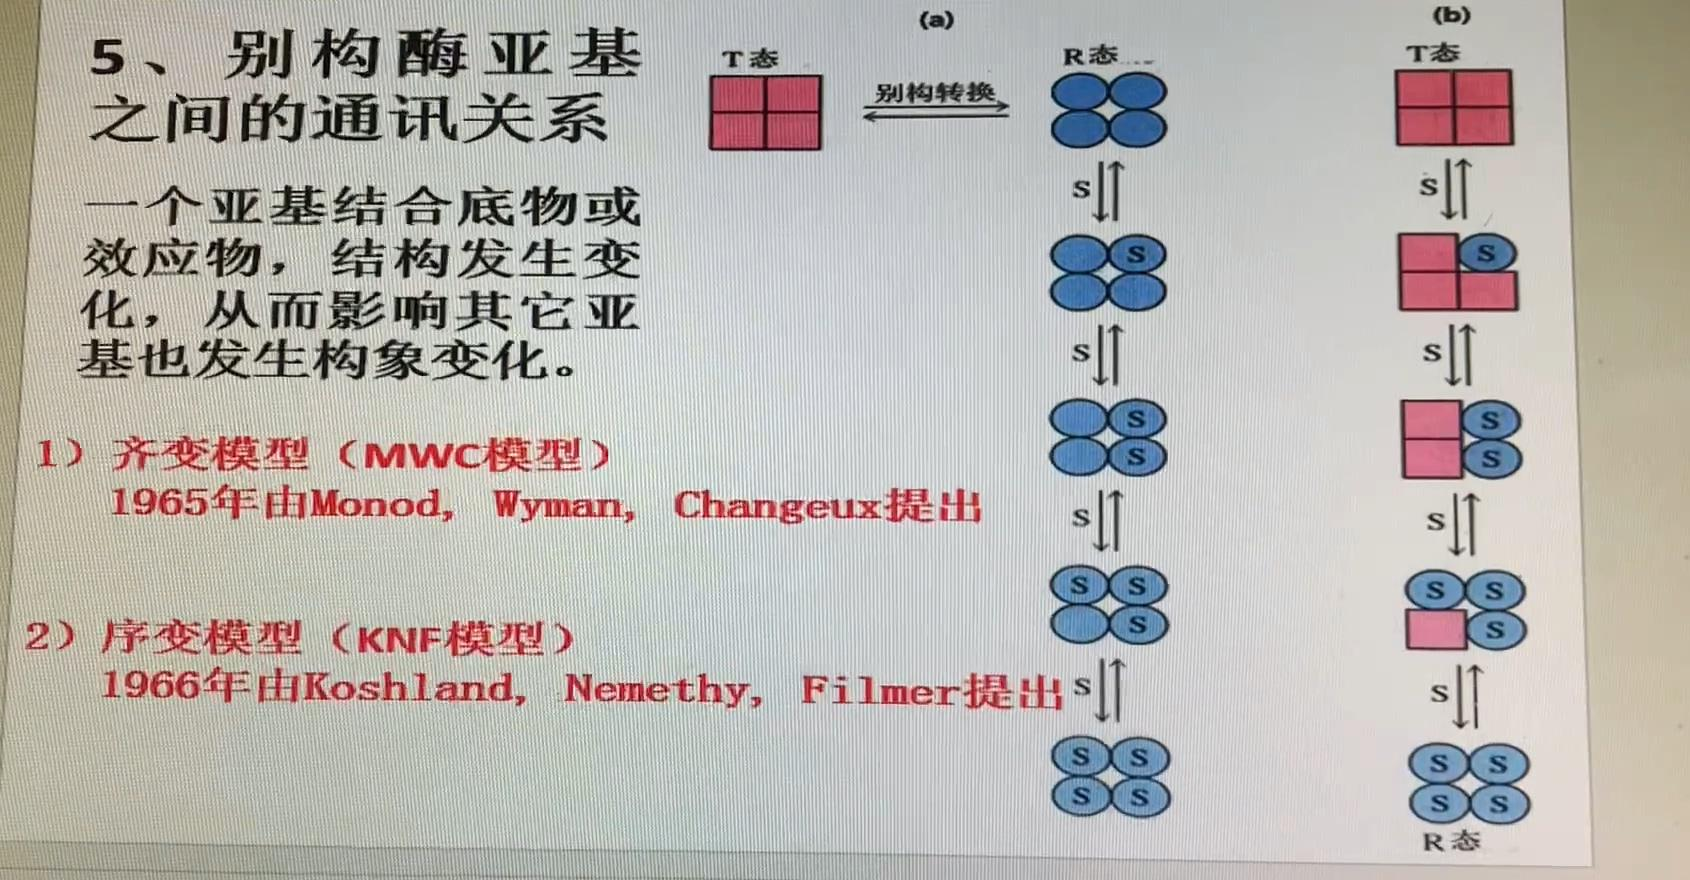 5、别构酶亚基
之间的通讯关系
一个亚基结合底物或
效应物，结构发生变
化，从而影响其它亚
基也发生构象变化。
1）齐变模型（MWC模型）
1965年由Monod, Wyman, Changeux提出
2）序变模型（KNF模型）
1966年由Koshland, Nemethy, Filmer提出
(a)
T态
别构转换
R态
S
S
S
S
S
S
S
S
S
S
S
S
S
S
(b)
T态
S
S
S
S
S
S
S
S
S
S
S
S
S
S
R态